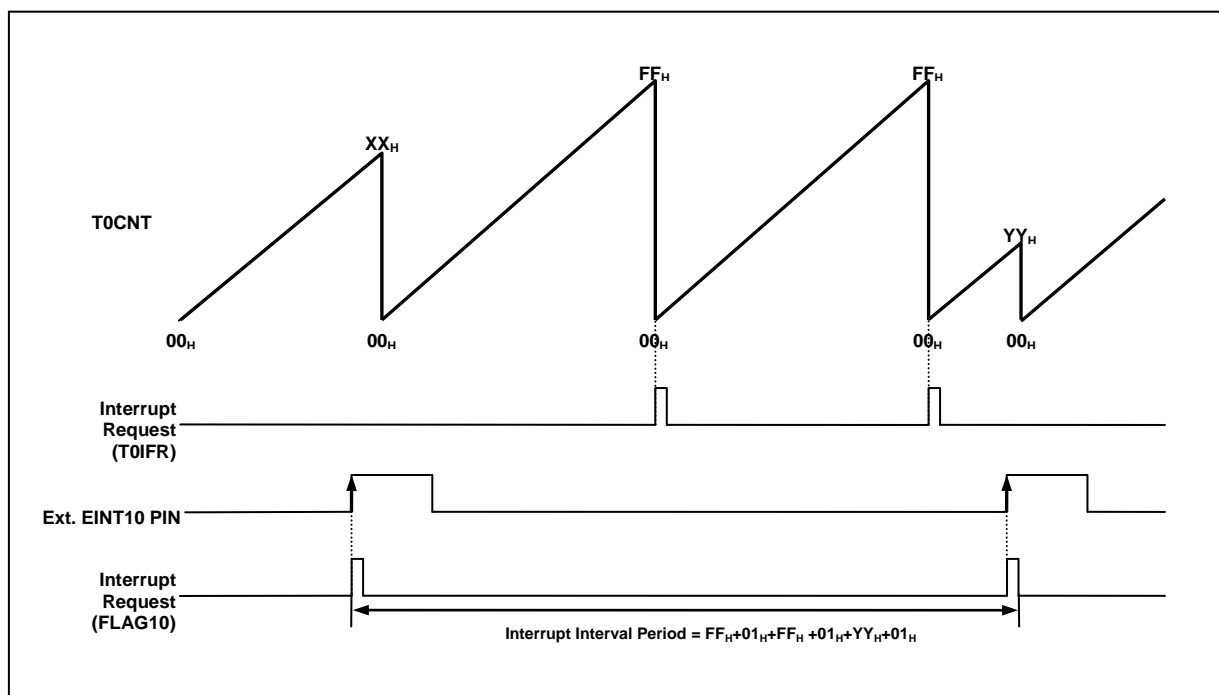 FFH FFH
XXH
T0CNT
YYH
00H 00H 00H 00H 00H
Interrupt
Request
(T0IFR)
Ext. EINT10 PIN
Interrupt
Request
(FLAG10)
Interrupt Interval Period = FFH+01H+FFH +01H+YYH+01H